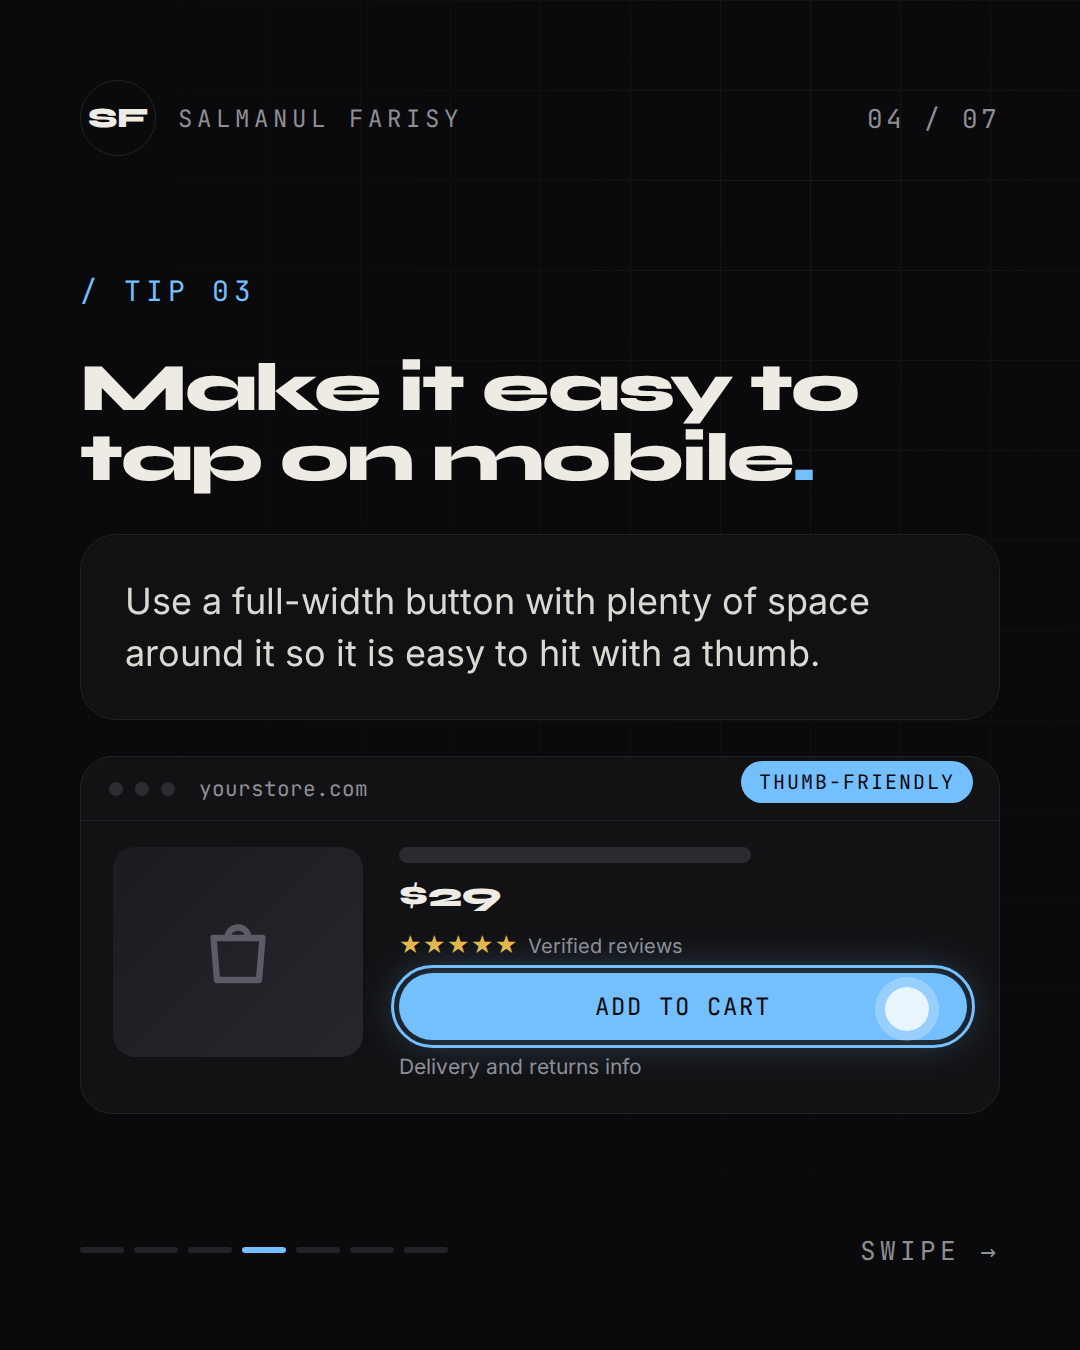 SF SALMANUL FARISY 04 / 07
/ TIP 03
Make it easy to
tap on mobile.
Use a full-width button with plenty of space
around it so it is easy to hit with a thumb.
yourstore.com THUMB-FRIENDLY
$29
★★★★★ Verified reviews
ADD TO CART
Delivery and returns info
SWIPE →